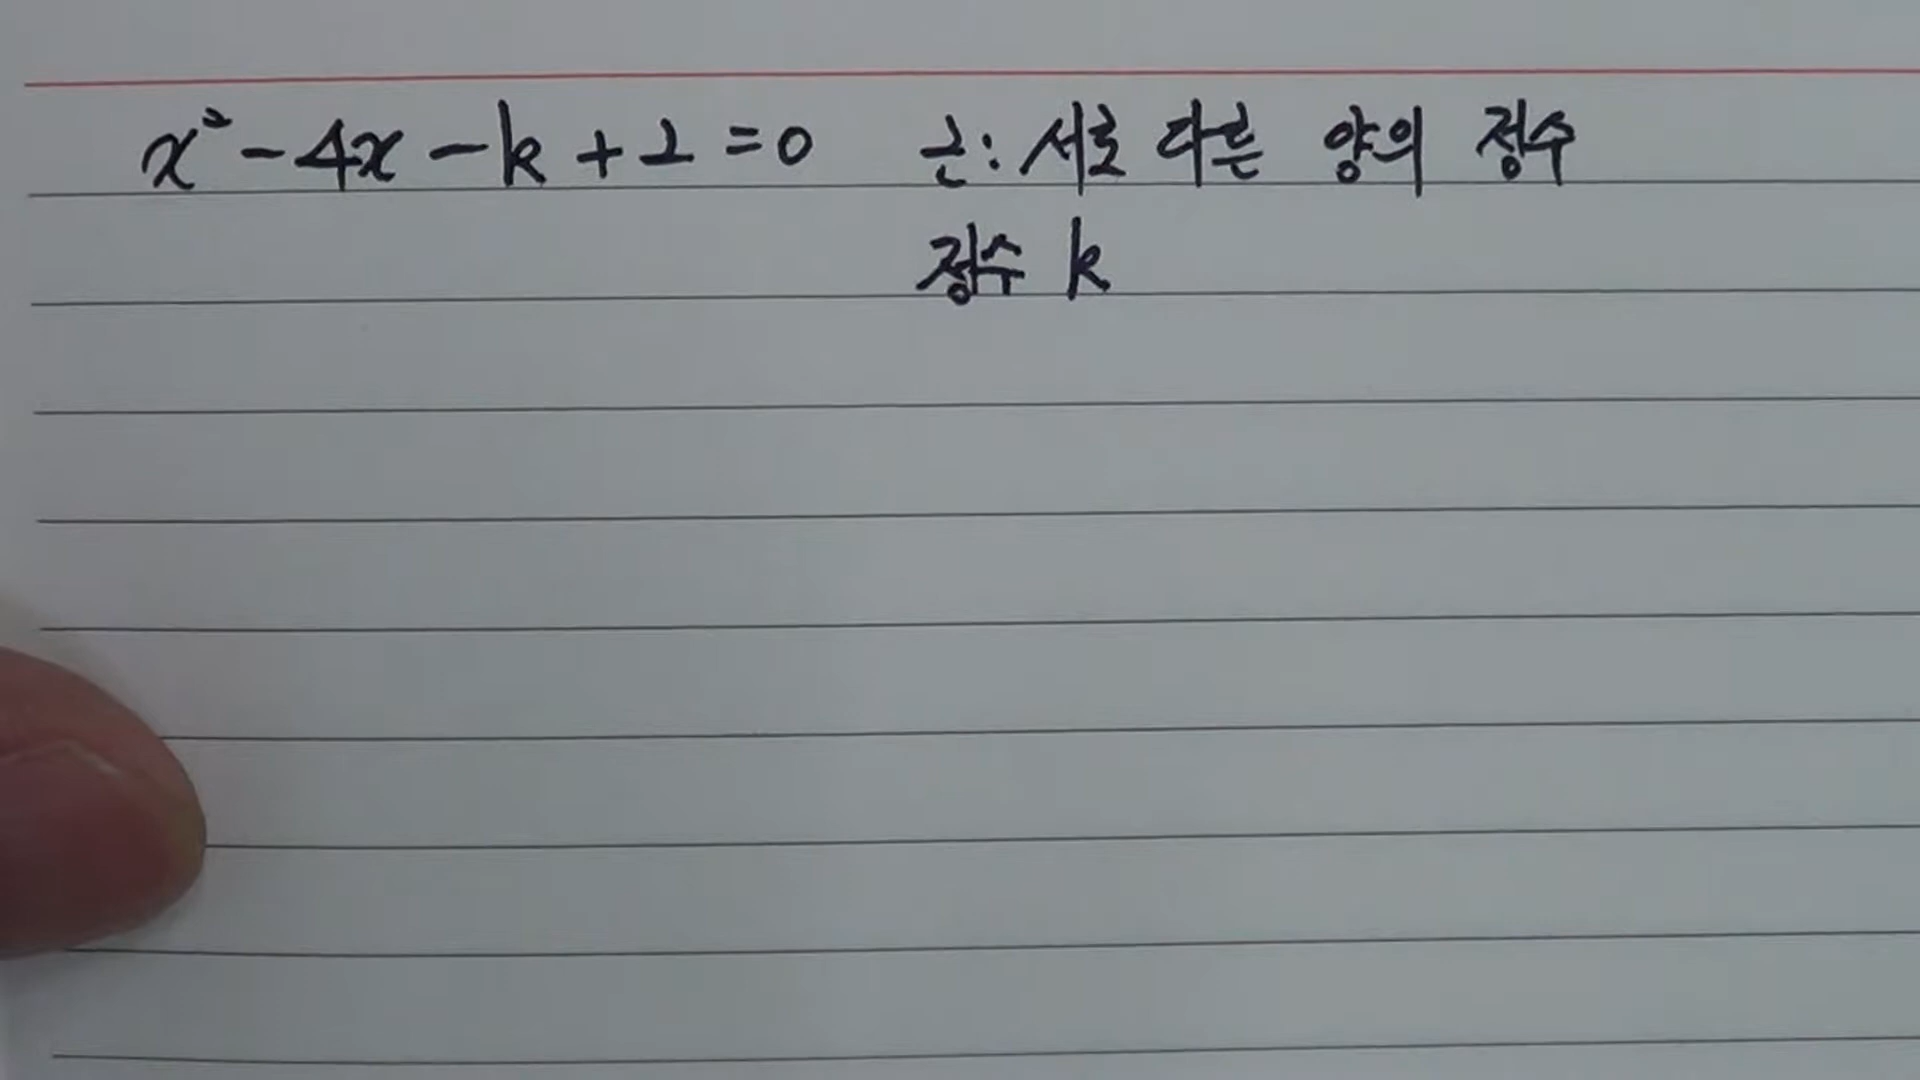 x² - 4x - k + 2 = 0 근: 서로 다른 양의 정수
정수 k